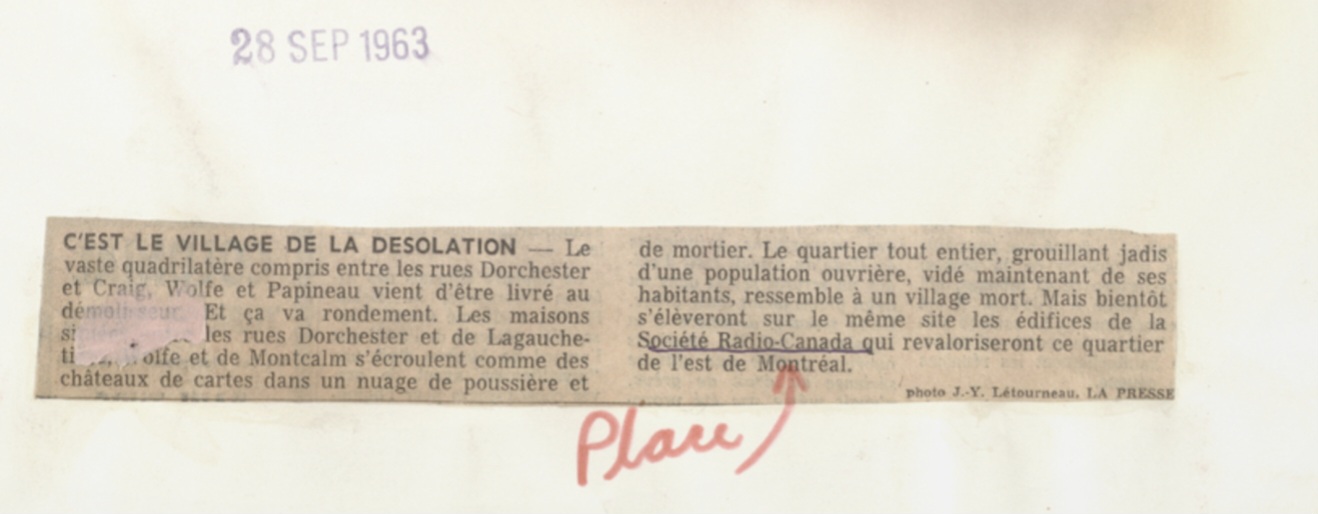 28 SEP 1963
C'EST LE VILLAGE DE LA DESOLATION — Le
vaste quadrilatère compris entre les rues Dorchester
et Craig, Wolfe et Papineau vient d'être livré au
démolisseur. Et ça va rondement. Les maisons
les rues Dorchester et de Lagauche-
et de Montcalm s'écroulent comme des
châteaux de cartes dans un nuage de poussière et
de mortier. Le quartier tout entier, grouillant jadis
d'une population ouvrière, vidé maintenant de ses
habitants, ressemble à un village mort. Mais bientôt
s'élèveront sur le même site les édifices de la
Société Radio-Canada qui revaloriseront ce quartier
de l'est de Montréal.
photo J.-Y. Létourneau, LA PRESSE
Place